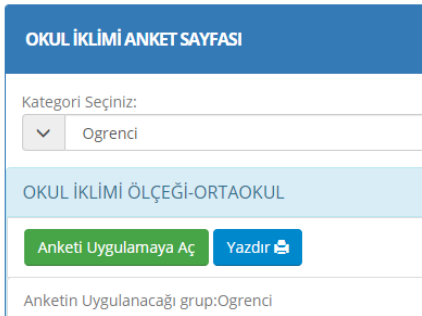 OKUL İKLİMİ ANKET SAYFASI
Kategori Seçiniz:
Ogrenci
OKUL İKLİMİ ÖLÇEĞİ-ORTAOKUL
Anketi Uygulamaya Aç Yazdır
Anketin Uygulanacağı grup:Ogrenci